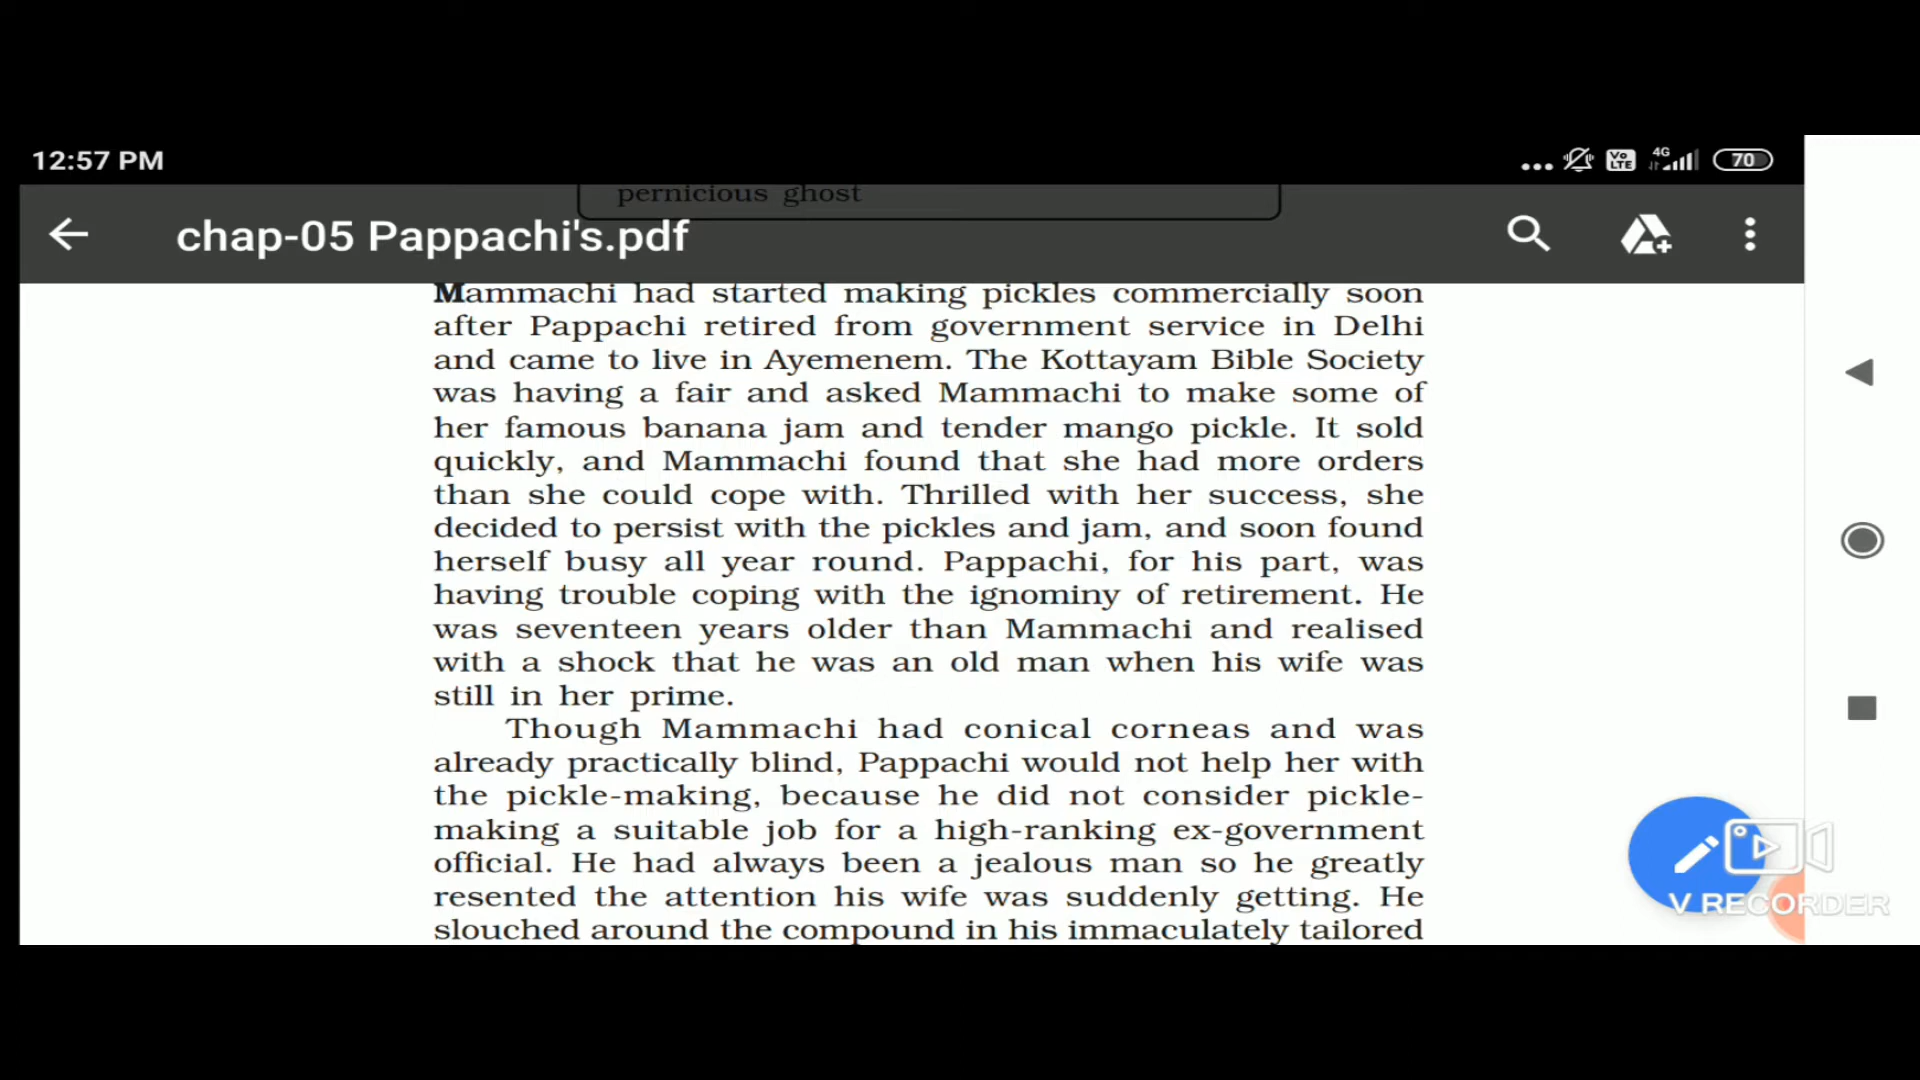 12:57 PM
... Vo LTE 4G 70
pernicious ghost
chap-05 Pappachi's.pdf
Mammachi had started making pickles commercially soon
after Pappachi retired from government service in Delhi
and came to live in Ayemenem. The Kottayam Bible Society
was having a fair and asked Mammachi to make some of
her famous banana jam and tender mango pickle. It sold
quickly, and Mammachi found that she had more orders
than she could cope with. Thrilled with her success, she
decided to persist with the pickles and jam, and soon found
herself busy all year round. Pappachi, for his part, was
having trouble coping with the ignominy of retirement. He
was seventeen years older than Mammachi and realised
with a shock that he was an old man when his wife was
still in her prime.
Though Mammachi had conical corneas and was
already practically blind, Pappachi would not help her with
the pickle-making, because he did not consider pickle-
making a suitable job for a high-ranking ex-government
official. He had always been a jealous man so he greatly
resented the attention his wife was suddenly getting. He
slouched around the compound in his immaculately tailored
V RECORDER